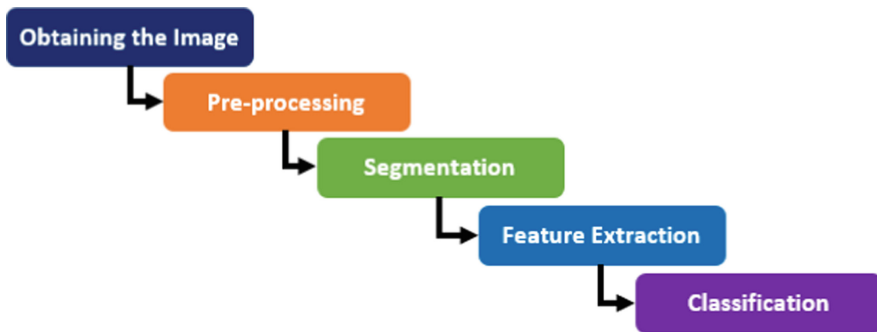 Obtaining the Image
Pre-processing
Segmentation
Feature Extraction
Classification